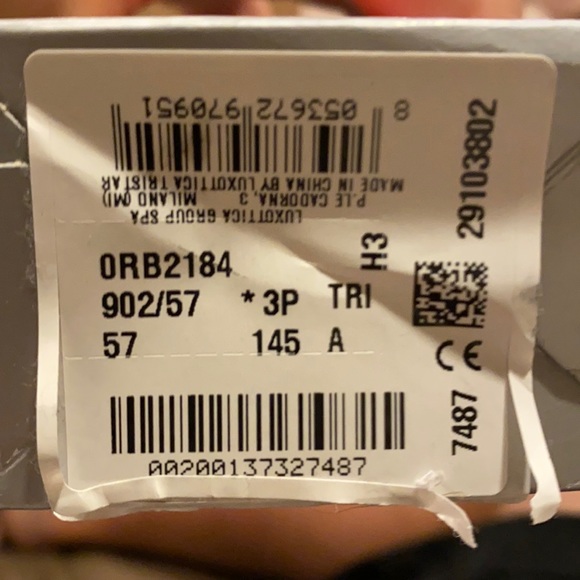 8 053672 970951
MADE IN CHINA BY LUXOTTICA TRISTAR
P.LE CADORNA, 3, MILANO (MI)
LUXOTTICA GROUP SPA
0RB2184
H3
902/57 * 3P TRI
57 145 A
00200137327487
29103802
CE
7487